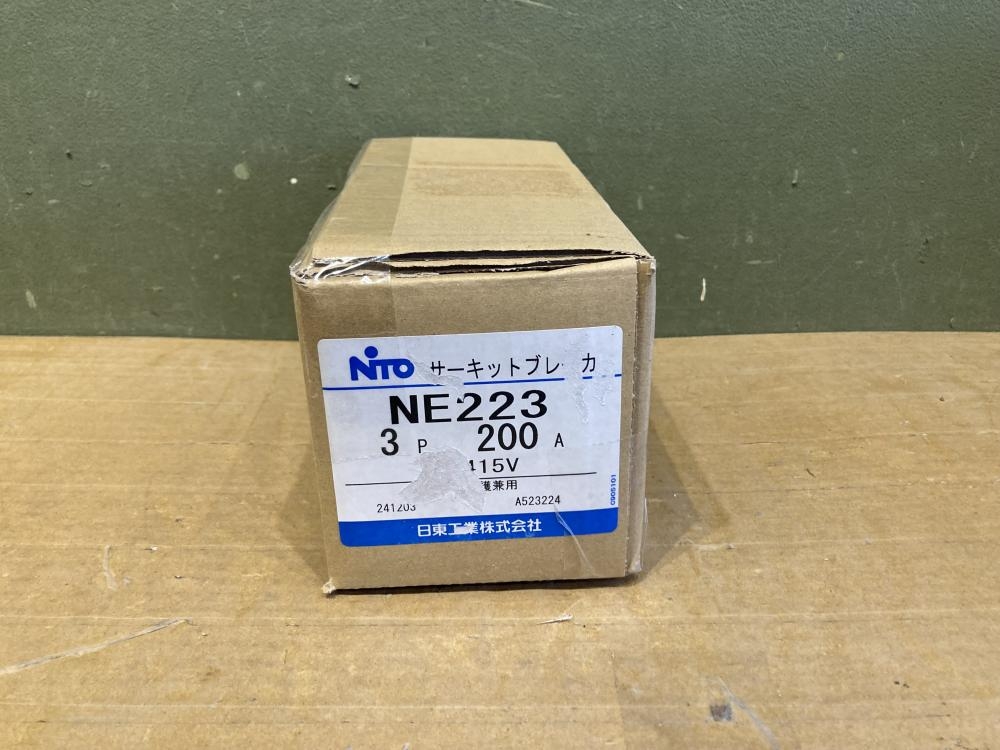 NITO サーキットブレ カ
NE223
3 P 200 A
415V
護兼用
241203 A523224
0905101
日東工業株式会社